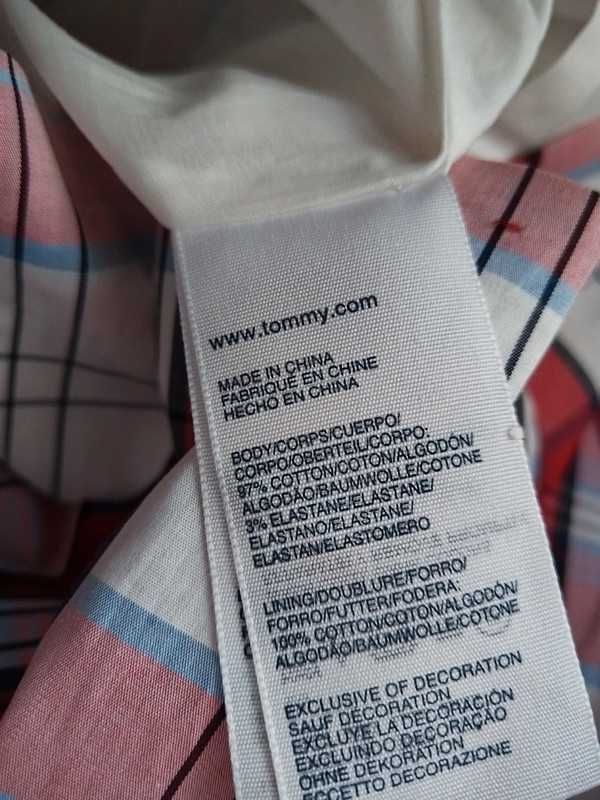 www.tommy.com
MADE IN CHINA
FABRIQUÉ EN CHINE
HECHO EN CHINA
BODY/CORPS/CUERPO/
CORPO/OBERTEIL/CORPO:
97% COTTON/COTON/ALGODÓN/
ALGODÃO/BAUMWOLLE/COTONE
3% ELASTANE/ELASTANE/
ELASTANO/ELASTANE/
ELASTAN/ELASTOMERO
LINING/DOUBLURE/FORRO/
FORRO/FUTTER/FODERA:
100% COTTON/COTON/ALGODÓN/
ALGODÃO/BAUMWOLLE/COTONE
EXCLUSIVE OF DECORATION
SAUF DÉCORATION
EXCLUYE LA DECORACIÓN
EXCLUINDO DECORAÇÃO
OHNE DEKORATION
ECCETTO DECORAZIONE